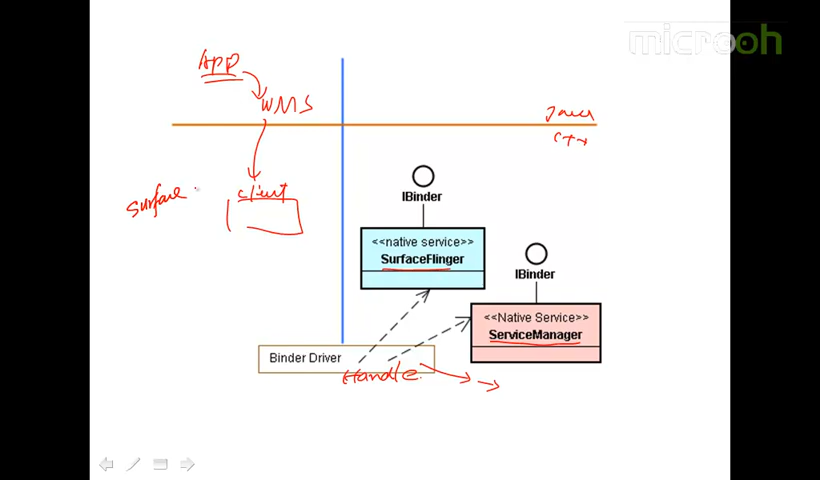 microoh
APP
WMS
Java
C++
IBinder
client
Surface
<<native service>>
SurfaceFlinger
IBinder
<<Native Service>>
ServiceManager
Binder Driver
Handle